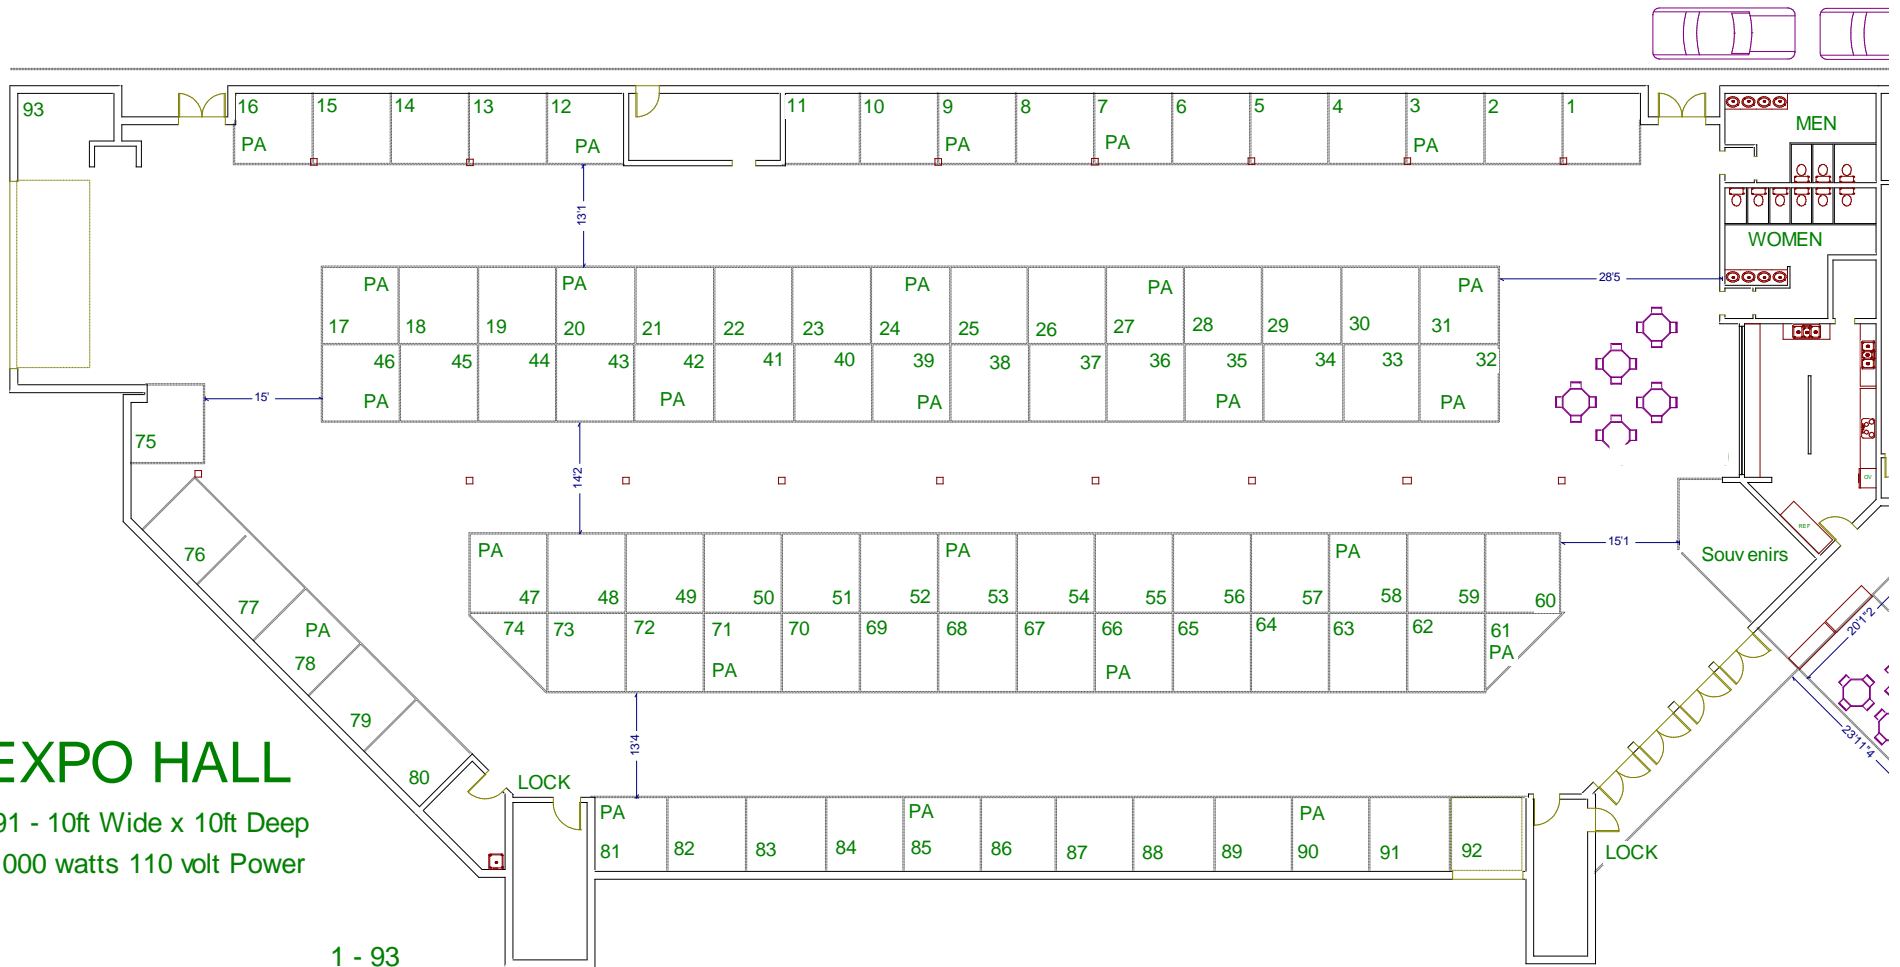 93 16 15 14 13 12 11 10 9 8 7 6 5 4 3 2 1
PA PA PA PA PA
MEN
13'1
WOMEN
28'5
PA PA PA PA PA
17 18 19 20 21 22 23 24 25 26 27 28 29 30 31
46 45 44 43 42 41 40 39 38 37 36 35 34 33 32
PA PA PA PA PA
15'
75
14'2
OV
REF
15'1
Souvenirs
PA PA PA
47 48 49 50 51 52 53 54 55 56 57 58 59 60
74 73 72 71 70 69 68 67 66 65 64 63 62 61
PA PA PA
76
77
PA
78
79
80
20'1"2
23'11"4
13'4
EXPO HALL
91 - 10ft Wide x 10ft Deep
000 watts 110 volt Power
LOCK
PA PA PA
81 82 83 84 85 86 87 88 89 90 91 92
LOCK
1 - 93